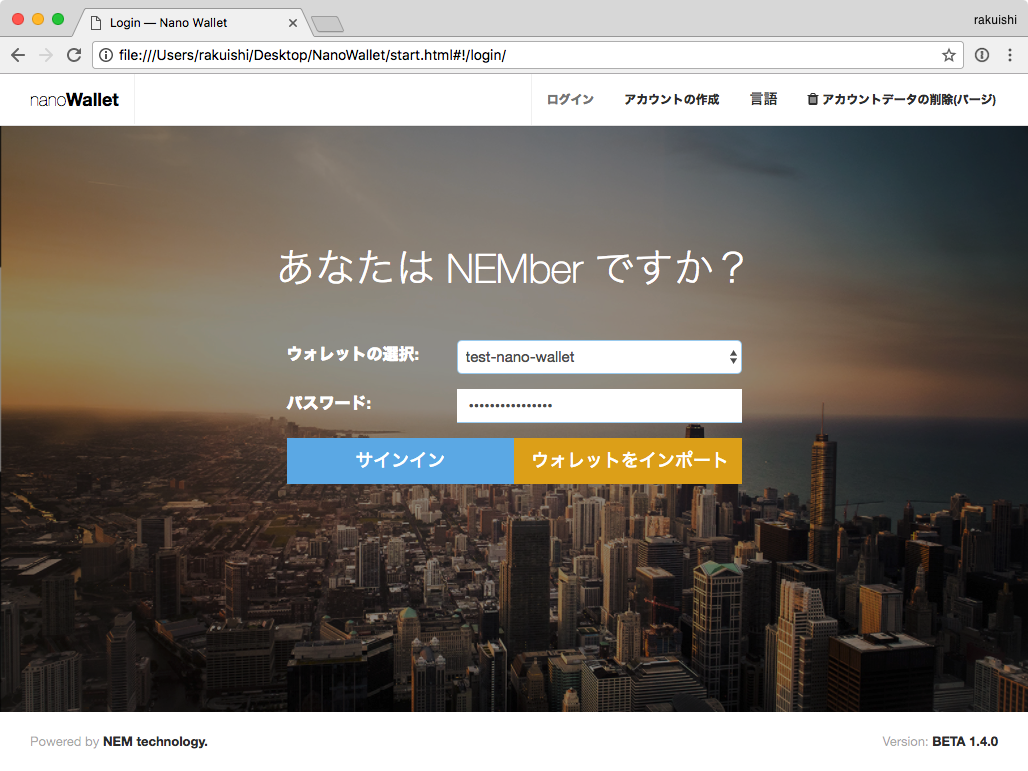 Login — Nano Wallet
rakuishi
file:///Users/rakuishi/Desktop/NanoWallet/start.html#!/login/
nanoWallet ログイン アカウントの作成 言語 アカウントデータの削除(パージ)
あなたは NEMber ですか？
ウォレットの選択: test-nano-wallet
パスワード: ••••••••••••••••
サインイン ウォレットをインポート
Powered by NEM technology. Version: BETA 1.4.0